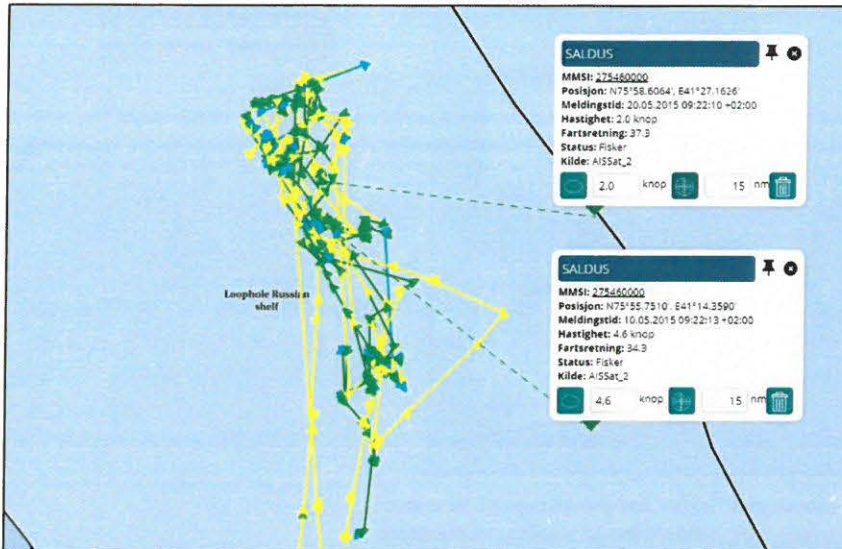 SALDUS
MMSI: 275460000
Posisjon: N75°58.6064', E41°27.1626'
Meldingstid: 20.05.2015 09:22:10 +02:00
Hastighet: 2.0 knop
Fartsretning: 37.3
Status: Fisker
Kilde: AISSat_2
2.0 knop 15 nm
Loophole Russian
shelf
SALDUS
MMSI: 275460000
Posisjon: N75°55.7510', E41°14.3590'
Meldingstid: 10.05.2015 09:22:13 +02:00
Hastighet: 4.6 knop
Fartsretning: 34.3
Status: Fisker
Kilde: AISSat_2
4.6 knop 15 nm